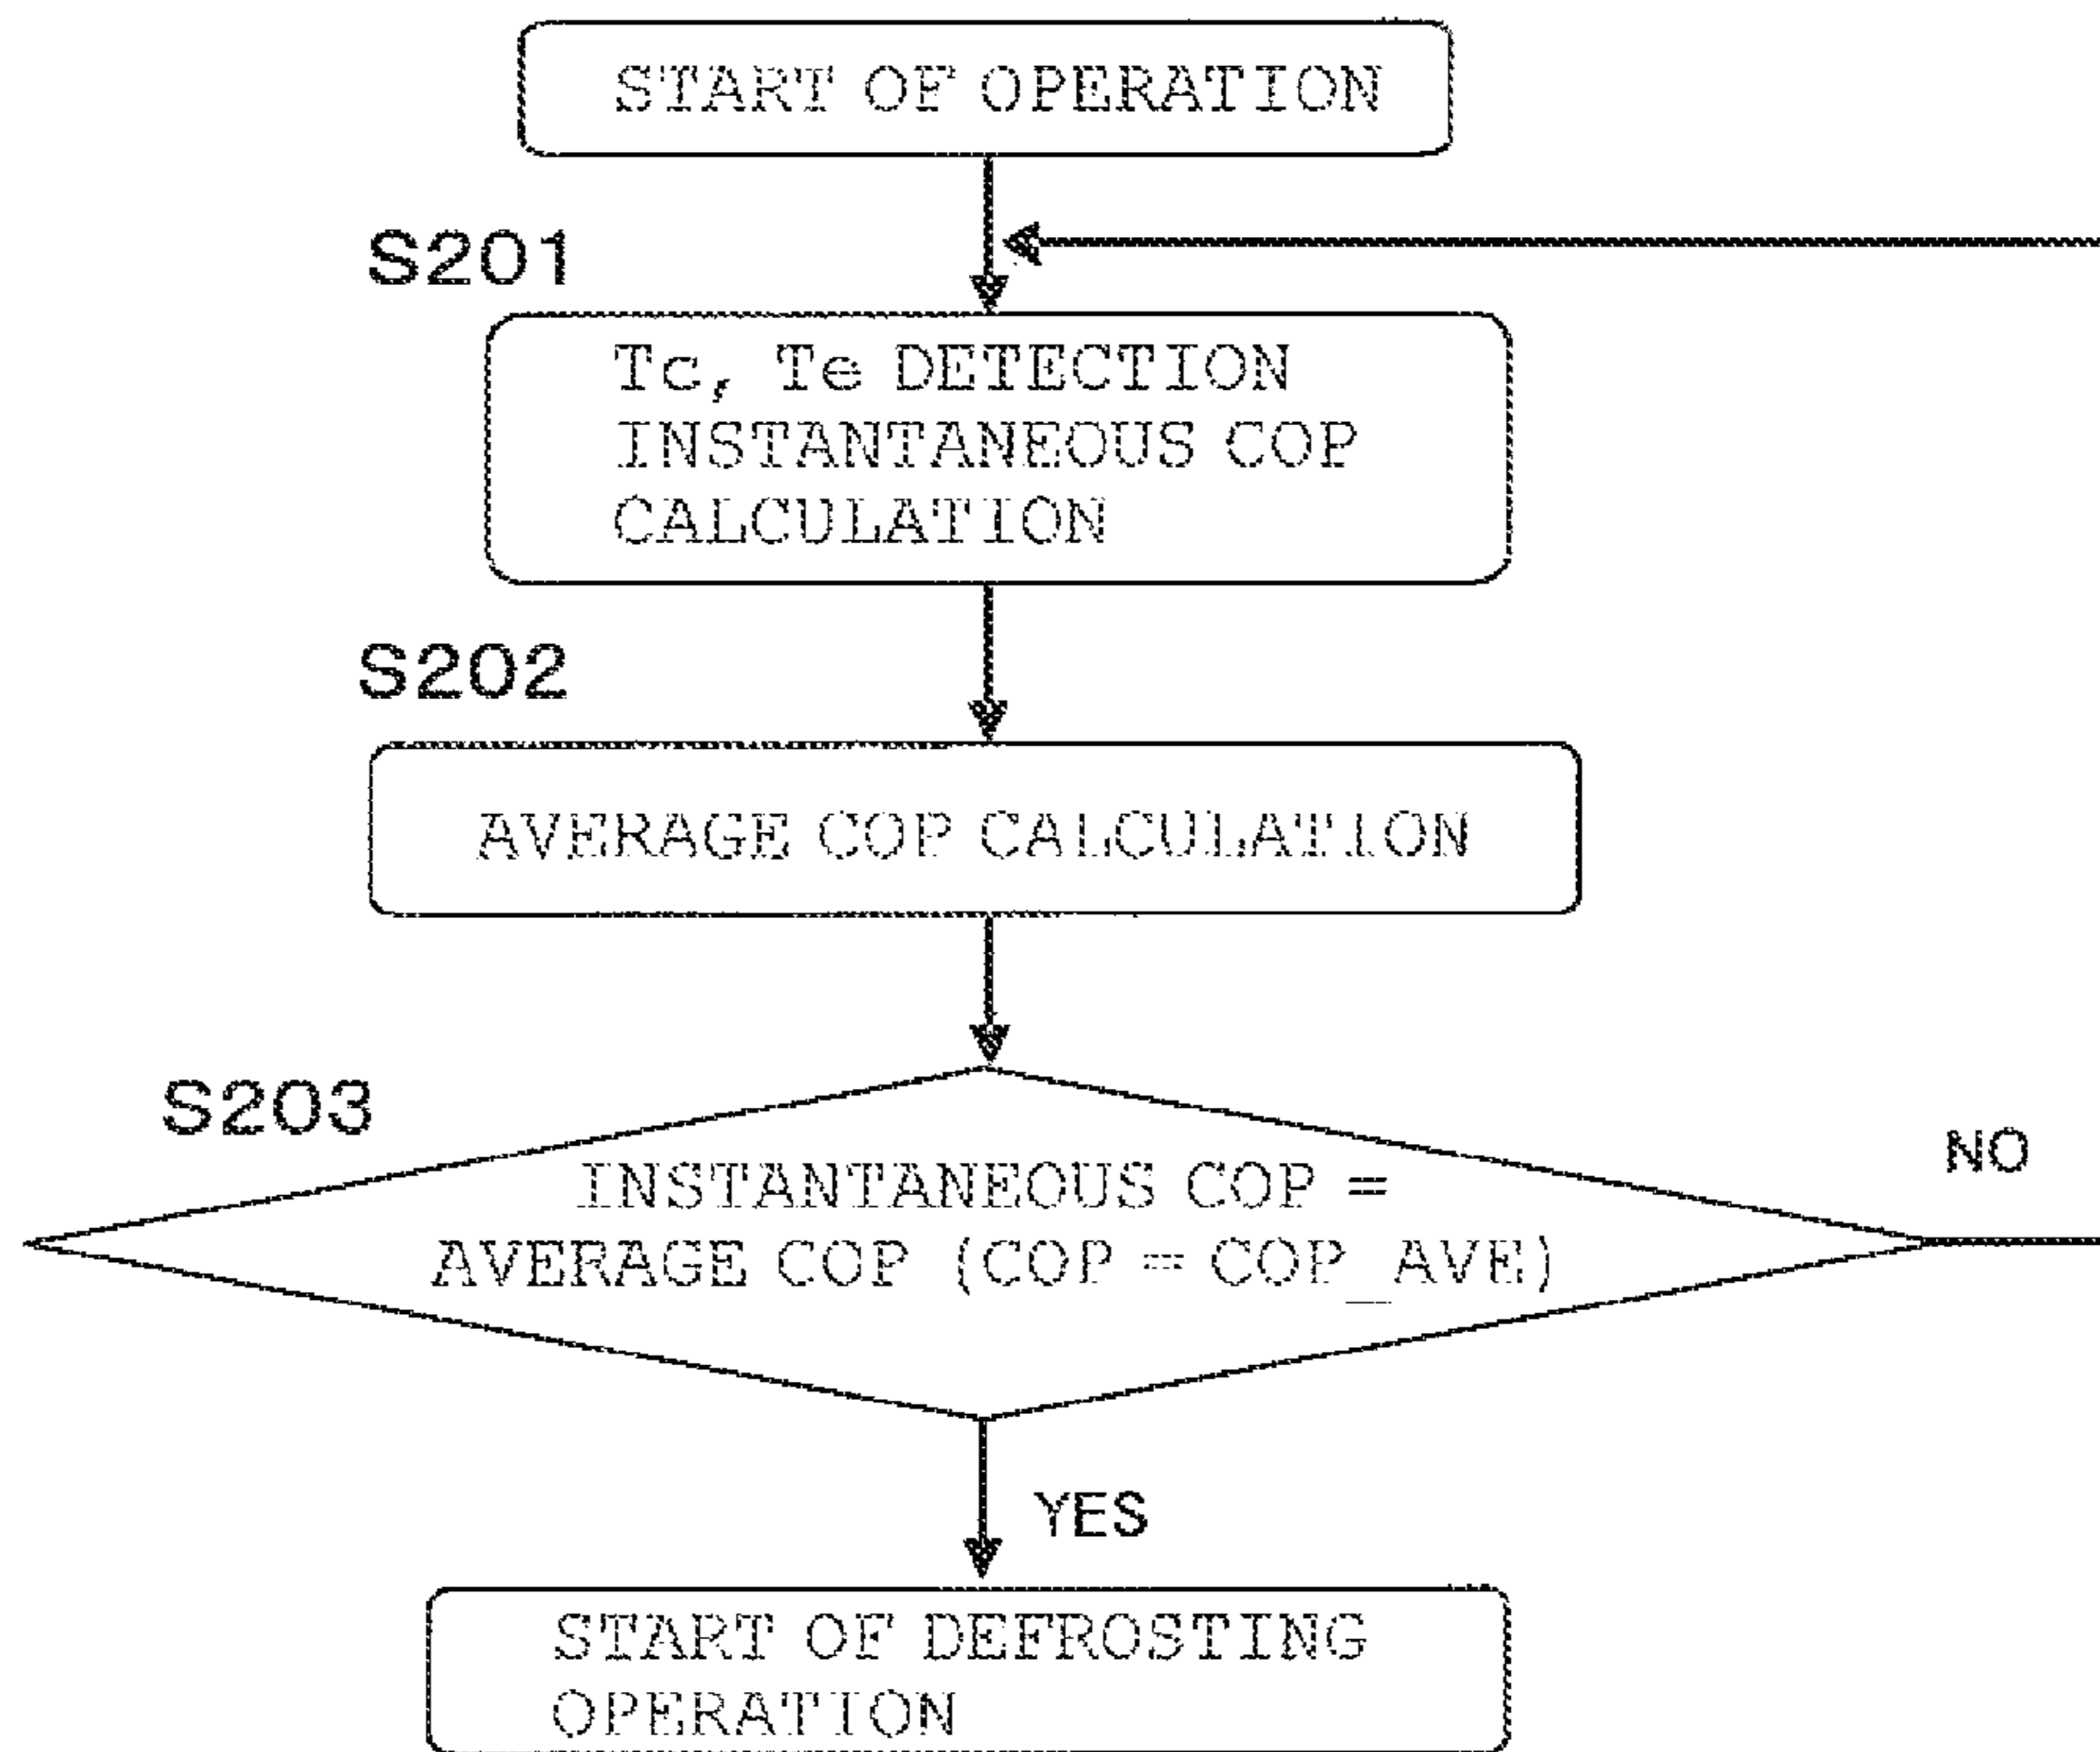 START OF OPERATION
S201
Tc, Te DETECTION
INSTANTANEOUS COP
CALCULATION
S202
AVERAGE COP CALCULATION
S203
INSTANTANEOUS COP =
AVERAGE COP (COP = COP_AVE)
NO
YES
START OF DEFROSTING
OPERATION